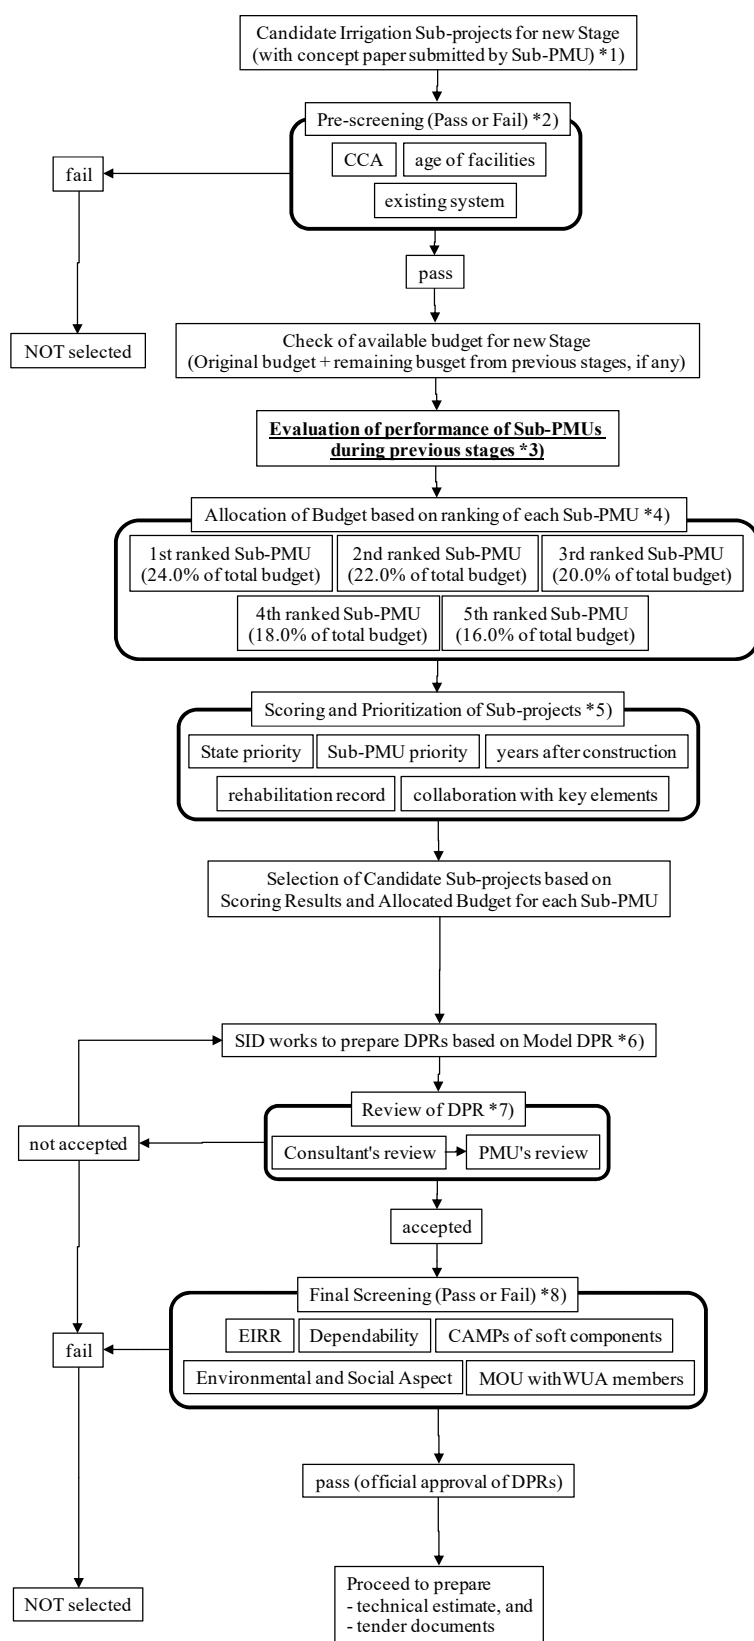 Candidate Irrigation Sub-projects for new Stage
(with concept paper submitted by Sub-PMU) *1)
Pre-screening (Pass or Fail) *2)
CCA
age of facilities
existing system
fail
pass
NOT selected
Check of available budget for new Stage
(Original budget + remaining busget from previous stages, if any)
Evaluation of performance of Sub-PMUs
during previous stages *3)
Allocation of Budget based on ranking of each Sub-PMU *4)
1st ranked Sub-PMU
(24.0% of total budget)
2nd ranked Sub-PMU
(22.0% of total budget)
3rd ranked Sub-PMU
(20.0% of total budget)
4th ranked Sub-PMU
(18.0% of total budget)
5th ranked Sub-PMU
(16.0% of total budget)
Scoring and Prioritization of Sub-projects *5)
State priority
Sub-PMU priority
years after construction
rehabilitation record
collaboration with key elements
Selection of Candidate Sub-projects based on
Scoring Results and Allocated Budget for each Sub-PMU
SID works to prepare DPRs based on Model DPR *6)
Review of DPR *7)
not accepted
Consultant's review
PMU's review
accepted
Final Screening (Pass or Fail) *8)
EIRR
Dependability
CAMPs of soft components
fail
Environmental and Social Aspect
MOU with WUA members
pass (official approval of DPRs)
NOT selected
Proceed to prepare
- technical estimate, and
- tender documents